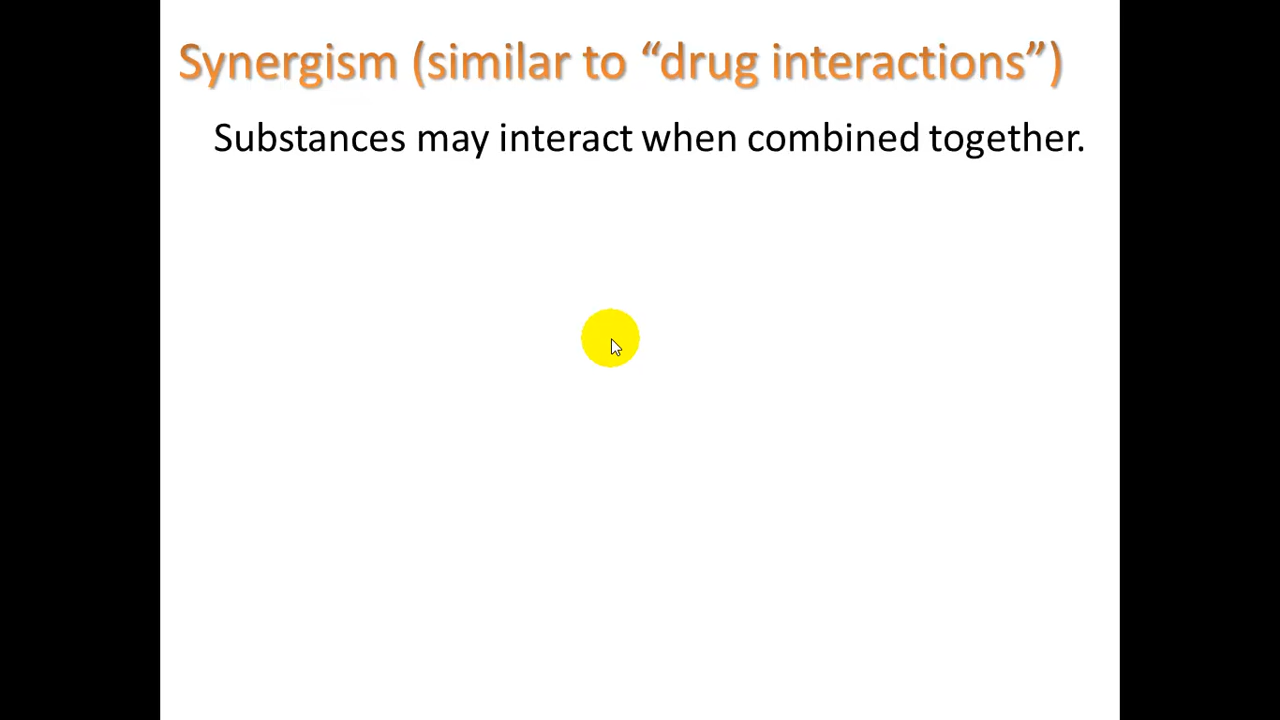 Synergism (similar to “drug interactions”)
Substances may interact when combined together.